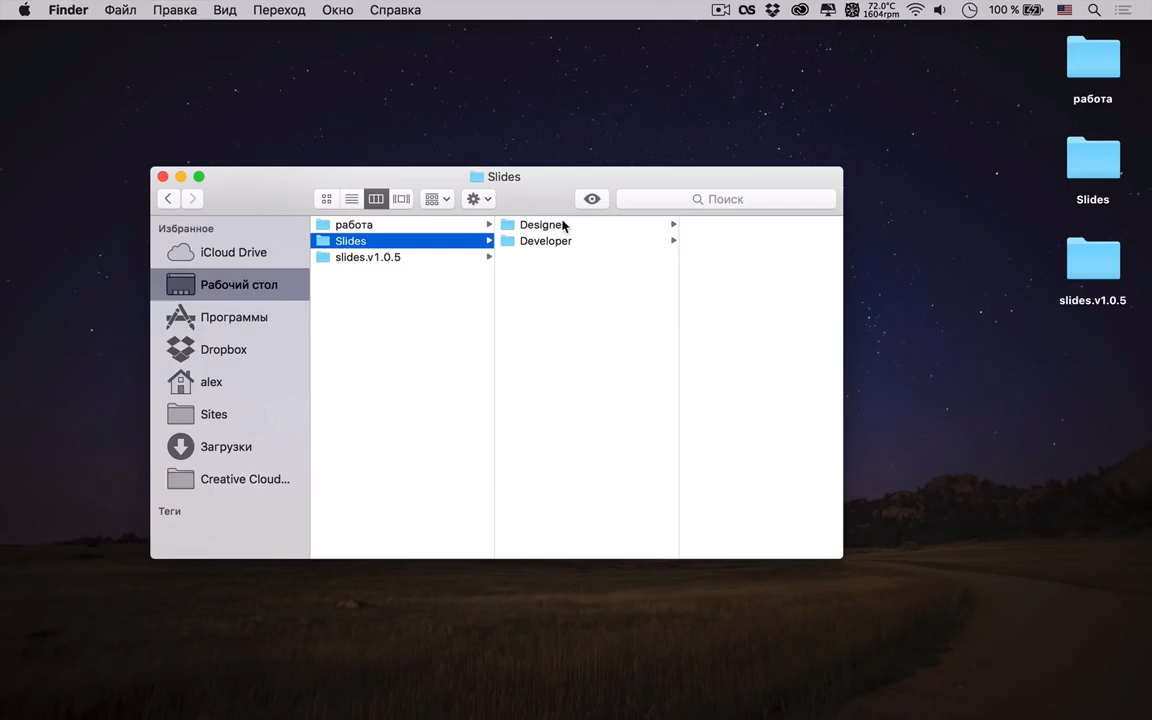 Finder Файл Правка Вид Переход Окно Справка 72.0°C 1604rpm 100 %
работа
Slides
slides.v1.0.5
Slides
Поиск
Избранное
iCloud Drive
Рабочий стол
Программы
Dropbox
alex
Sites
Загрузки
Creative Cloud...
Теги
работа
Slides
slides.v1.0.5
Designer
Developer